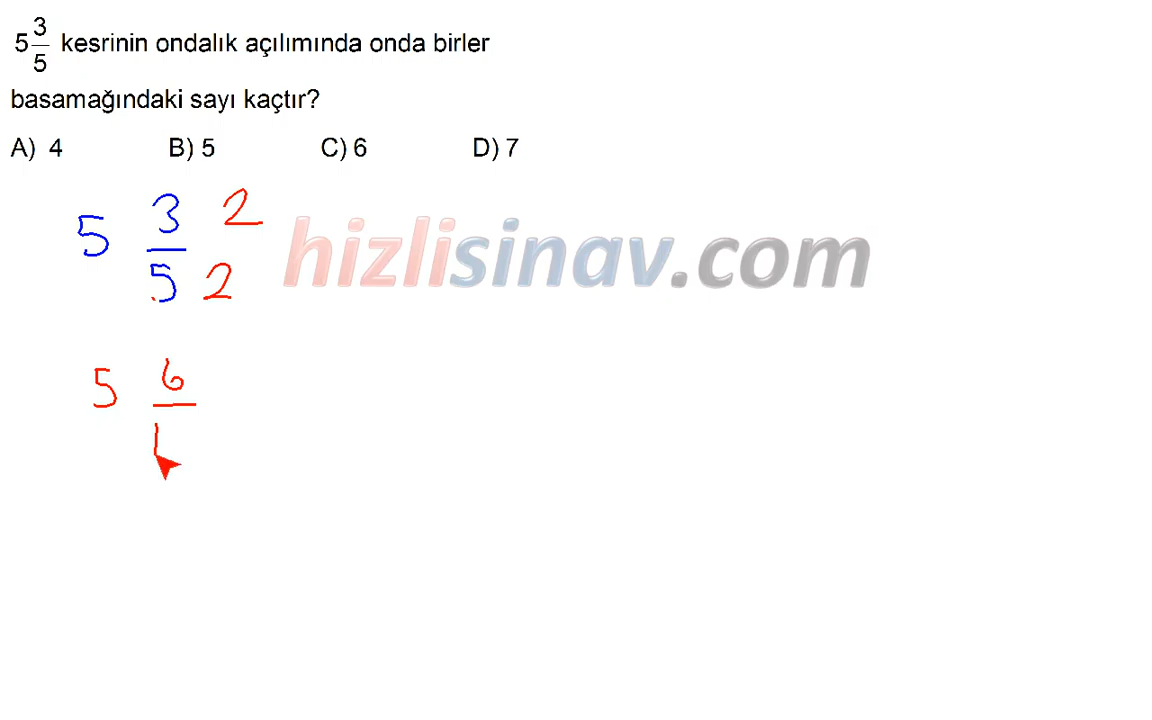 5 3/5 kesrinin ondalık açılımında onda birler
basamağındaki sayı kaçtır?
A) 4 B) 5 C) 6 D) 7
5 3/5 2 2
hizlisinav.com
5 6/